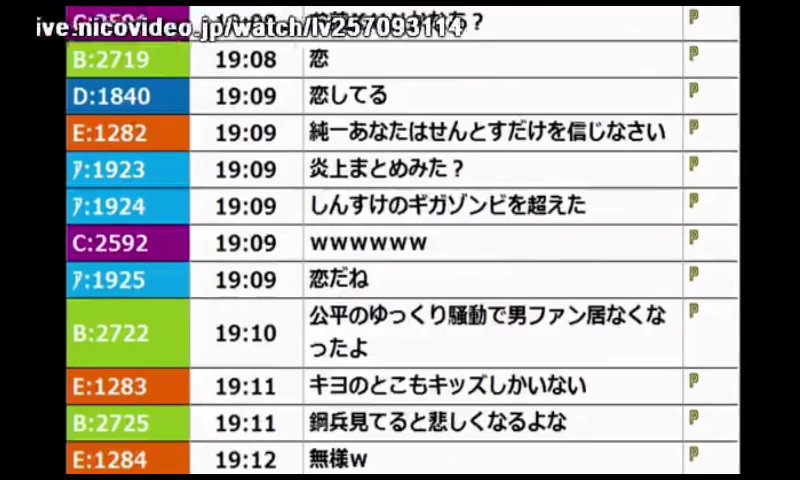 ive.nicovideo.jp/watch/lv257093114
B:2719 19:08 恋 P
D:1840 19:09 恋してる P
E:1282 19:09 純一あなたはせんとすだけを信じなさい P
ｱ:1923 19:09 炎上まとめみた？ P
ｱ:1924 19:09 しんすけのギガゾンビを超えた P
C:2592 19:09 wwwwww P
ｱ:1925 19:09 恋だね P
B:2722 19:10 公平のゆっくり騒動で男ファン居なくな P
ったよ
E:1283 19:11 キヨのとこもキッズしかいない P
B:2725 19:11 鋼兵見てると悲しくなるよな P
E:1284 19:12 無様w P